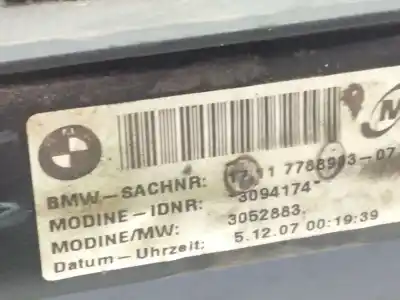 BMW-SACHNR: 17.11 7788903-07
MODINE-IDNR: 3094174
MODINE/MW: 3052883
Datum-Uhrzeit: 5.12.07 00:19:39